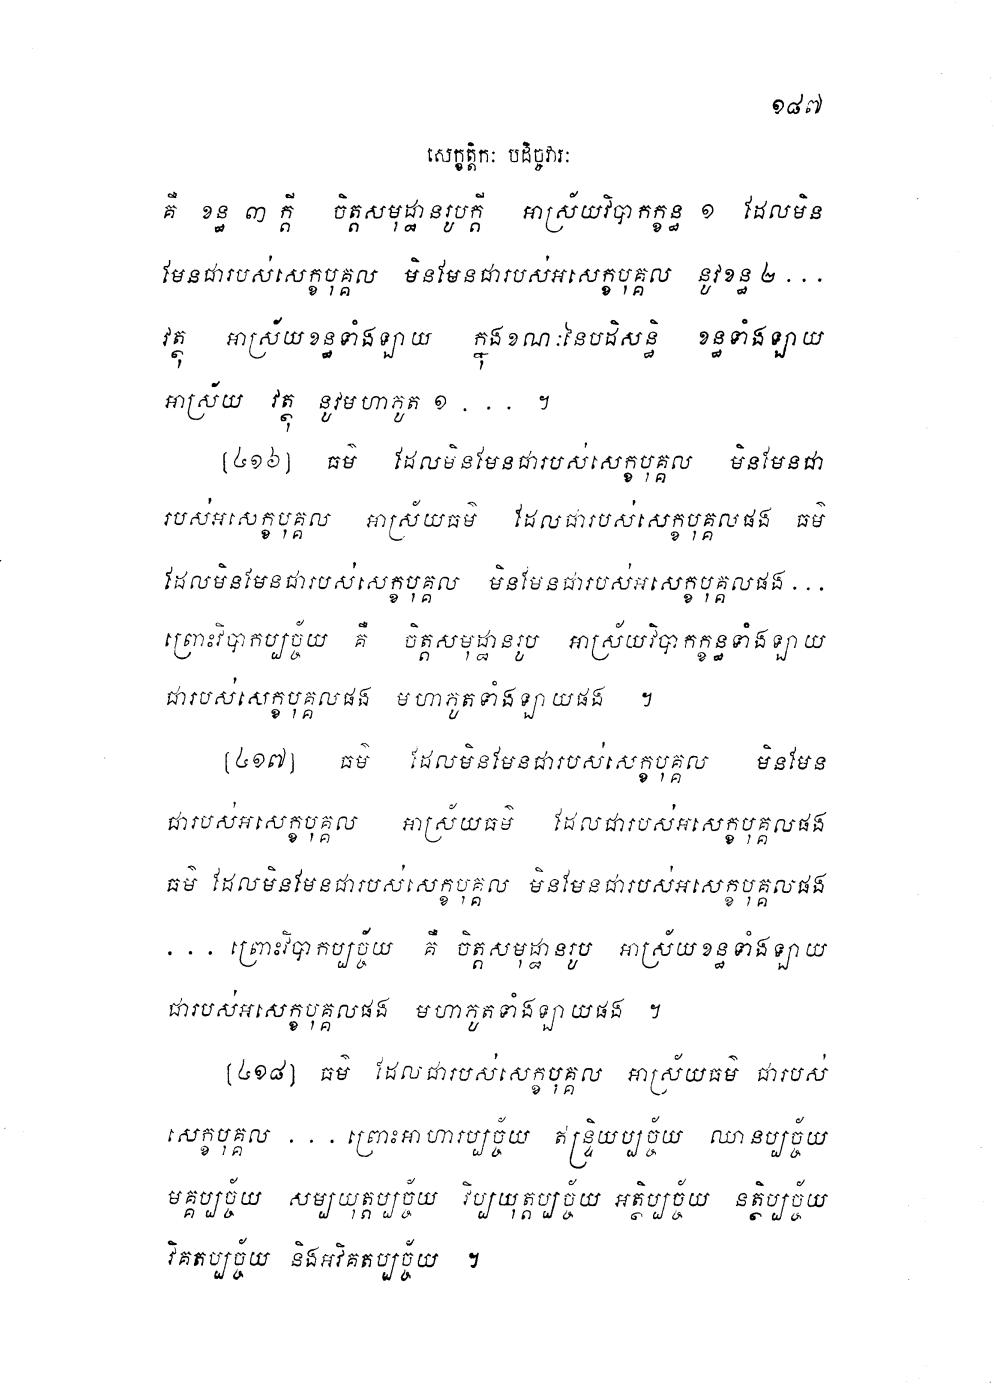 ១៨៧
សេក្ខត្តិកៈ បដិច្ចវារៈ
គឺ ខន្ធ ៣ ក្តី ចិត្តសមុដ្ឋានរូបក្តី អាស្រ័យវិបាកក្ខន្ធ ១ ដែលមិន
មែនជារបស់សេក្ខបុគ្គល មិនមែនជារបស់អសេក្ខបុគ្គល នូវខន្ធ ២ . . .
វត្ថុ អាស្រ័យខន្ធទាំងឡាយ ក្នុងខណៈនៃបដិសន្ធិ ខន្ធទាំងឡាយ
អាស្រ័យ វត្ថុ នូវមហាភូត ១ . . . ។
[៤១៦] ធម៌ ដែលមិនមែនជារបស់សេក្ខបុគ្គល មិនមែនជា
របស់អសេក្ខបុគ្គល អាស្រ័យធម៌ ដែលជារបស់សេក្ខបុគ្គលផង ធម៌
ដែលមិនមែនជារបស់សេក្ខបុគ្គល មិនមែនជារបស់អសេក្ខបុគ្គលផង . . .
ព្រោះវិបាកប្បច្ច័យ គឺ ចិត្តសមុដ្ឋានរូប អាស្រ័យវិបាកក្ខន្ធទាំងឡាយ
ជារបស់សេក្ខបុគ្គលផង មហាភូតទាំងឡាយផង ។
[៤១៧] ធម៌ ដែលមិនមែនជារបស់សេក្ខបុគ្គល មិនមែន
ជារបស់អសេក្ខបុគ្គល អាស្រ័យធម៌ ដែលជារបស់អសេក្ខបុគ្គលផង
ធម៌ ដែលមិនមែនជារបស់សេក្ខបុគ្គល មិនមែនជារបស់អសេក្ខបុគ្គលផង
. . . ព្រោះវិបាកប្បច្ច័យ គឺ ចិត្តសមុដ្ឋានរូប អាស្រ័យខន្ធទាំងឡាយ
ជារបស់អសេក្ខបុគ្គលផង មហាភូតទាំងឡាយផង ។
[៤១៨] ធម៌ ដែលជារបស់សេក្ខបុគ្គល អាស្រ័យធម៌ ជារបស់
សេក្ខបុគ្គល . . . ព្រោះអាហារប្បច្ច័យ ឥន្ទ្រិយប្បច្ច័យ ឈានប្បច្ច័យ
មគ្គប្បច្ច័យ សម្បយុត្តប្បច្ច័យ វិប្បយុត្តប្បច្ច័យ អត្ថិប្បច្ច័យ នត្ថិប្បច្ច័យ
វិគតប្បច្ច័យ និងអវិគតប្បច្ច័យ ។